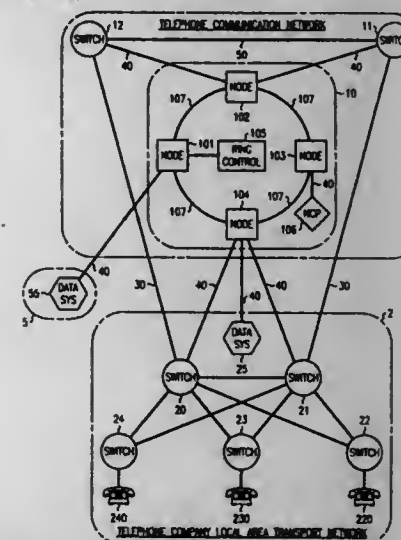 TELEPHONE COMMUNICATION NETWORK
12
11
SWITCH
SWITCH
50
40
40
10
NODE
107
107
102
101
105
NODE
RING CONTROL
103
NODE
104
40
107
107
NODE
NCP
106
40
56
DATA SYS
5
30
40
40
40
30
2
DATA SYS
25
SWITCH
SWITCH
20
21
24
23
22
SWITCH
SWITCH
SWITCH
240
230
220
TELEPHONE COMPANY LOCAL AREA TRANSPORT NETWORK